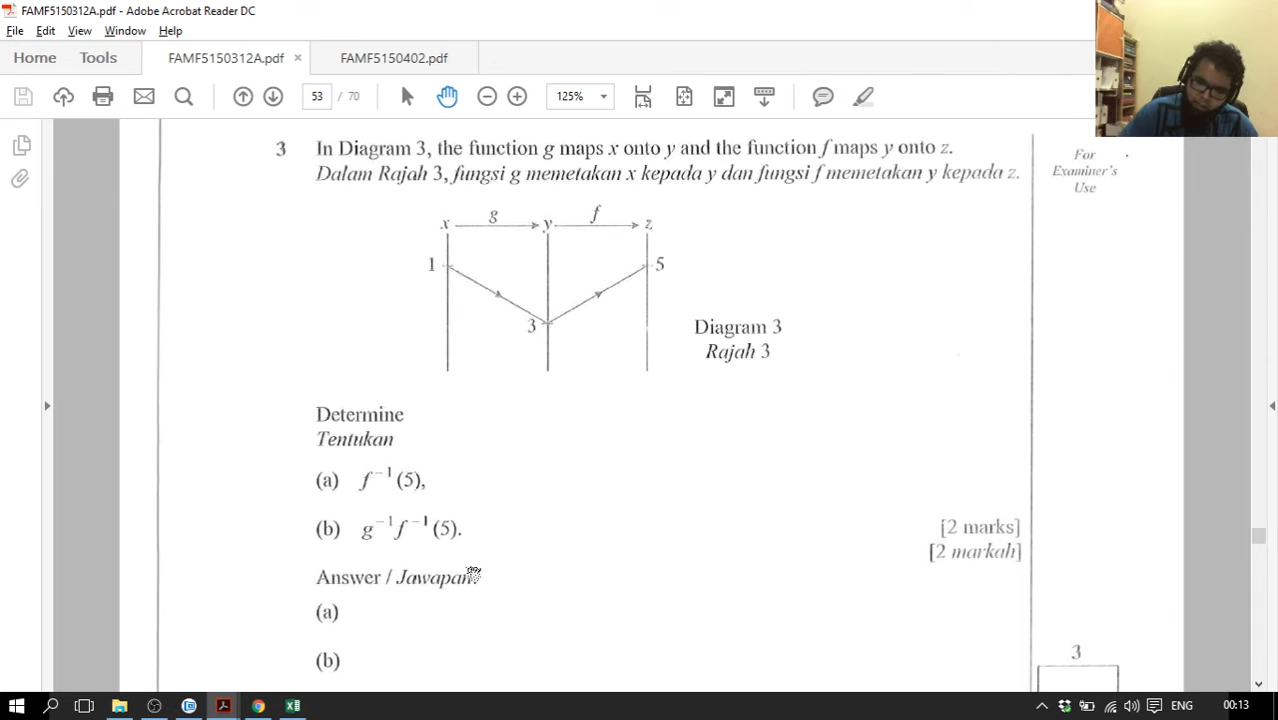 FAMF5150312A.pdf - Adobe Acrobat Reader DC
File Edit View Window Help
Home Tools FAMF5150312A.pdf × FAMF5150402.pdf
53 / 70 125%
3 In Diagram 3, the function g maps x onto y and the function f maps y onto z.
Dalam Rajah 3, fungsi g memetakan x kepada y dan fungsi f memetakan y kepada z.
For
Examiner's
Use
x g y f z
1 5
3
Diagram 3
Rajah 3
Determine
Tentukan
(a) f⁻¹(5),
(b) g⁻¹f⁻¹(5).
[2 marks]
[2 markah]
Answer / Jawapan
(a)
(b)
3
ENG 00:13